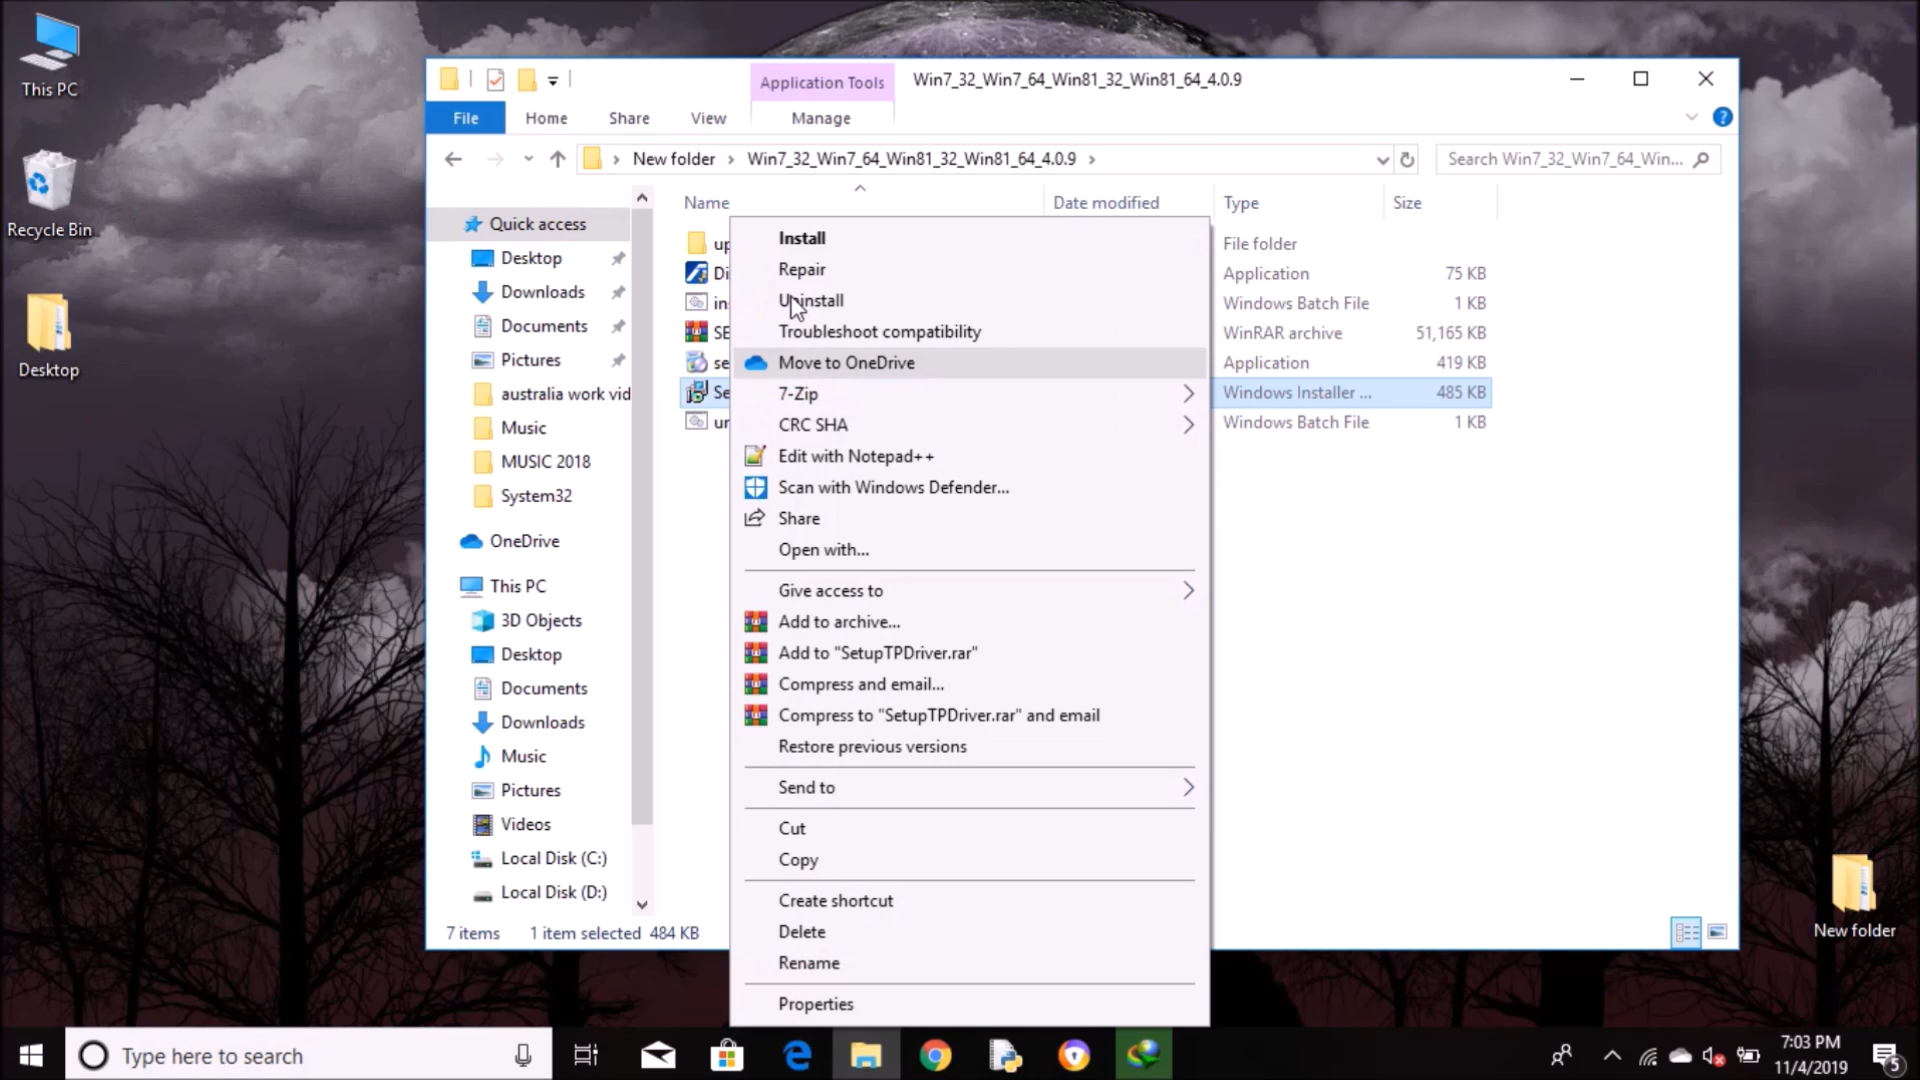 This PC
Recycle Bin
Desktop
New folder
Application Tools
Win7_32_Win7_64_Win81_32_Win81_64_4.0.9
File
Home
Share
View
Manage
New folder
Win7_32_Win7_64_Win81_32_Win81_64_4.0.9
Search Win7_32_Win7_64_Win...
Name
Date modified
Type
Size
Quick access
Desktop
Downloads
Documents
Pictures
australia work vid
Music
MUSIC 2018
System32
OneDrive
This PC
3D Objects
Desktop
Documents
Downloads
Music
Pictures
Videos
Local Disk (C:)
Local Disk (D:)
up
Di
in
SE
se
Se
un
File folder
Application 75 KB
Windows Batch File 1 KB
WinRAR archive 51,165 KB
Application 419 KB
Windows Installer ... 485 KB
Windows Batch File 1 KB
Install
Repair
Uninstall
Troubleshoot compatibility
Move to OneDrive
7-Zip
CRC SHA
Edit with Notepad++
Scan with Windows Defender...
Share
Open with...
Give access to
Add to archive...
Add to "SetupTPDriver.rar"
Compress and email...
Compress to "SetupTPDriver.rar" and email
Restore previous versions
Send to
Cut
Copy
Create shortcut
Delete
Rename
Properties
7 items
1 item selected 484 KB
Type here to search
7:03 PM
11/4/2019
5